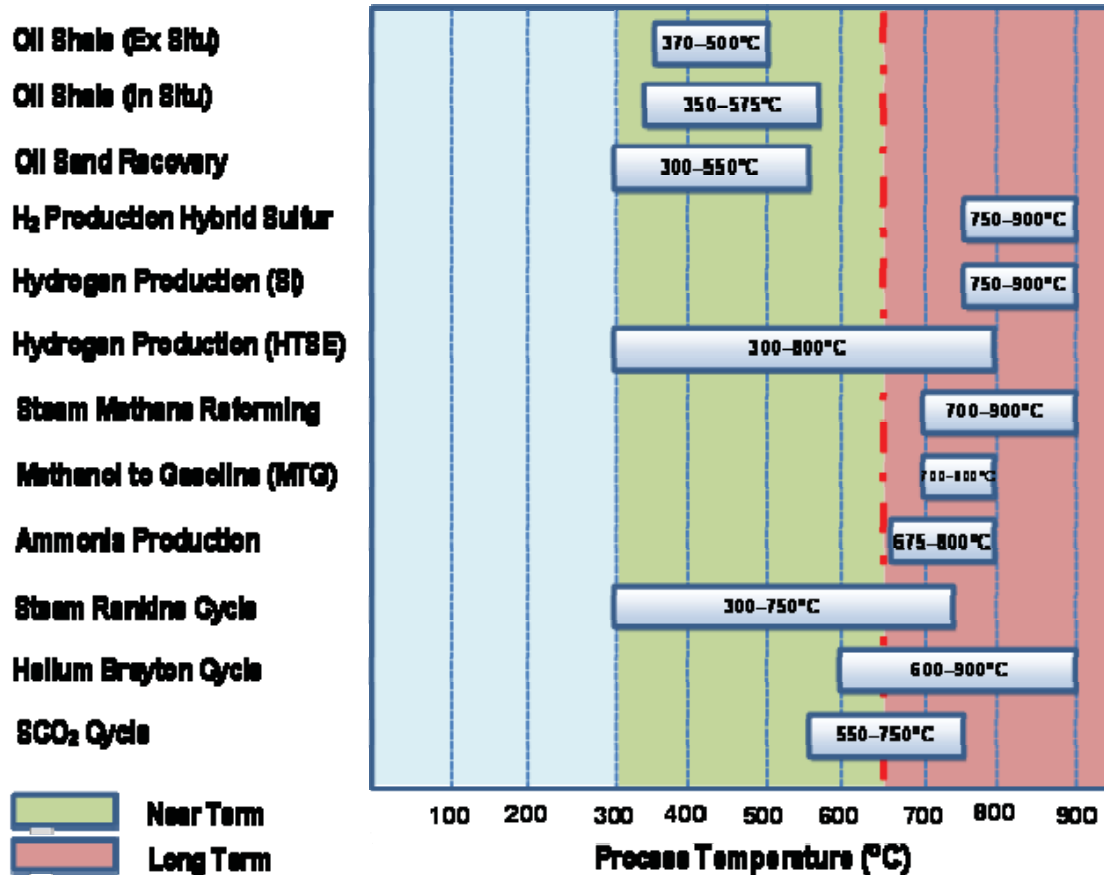 Oil Shale (Ex Situ)
370–500°C
Oil Shale (In Situ)
350–575°C
Oil Sand Recovery
300–550°C
H₂ Production Hybrid Sulfur
750–900°C
Hydrogen Production (SI)
750–900°C
Hydrogen Production (HTSE)
300–800°C
Steam Methane Reforming
700–900°C
Methanol to Gasoline (MTG)
700–800°C
Ammonia Production
675–800°C
Steam Rankine Cycle
300–750°C
Helium Brayton Cycle
600–900°C
SCO₂ Cycle
550–750°C
Near Term
100 200 300 400 500 600 700 800 900
Long Term
Process Temperature (°C)